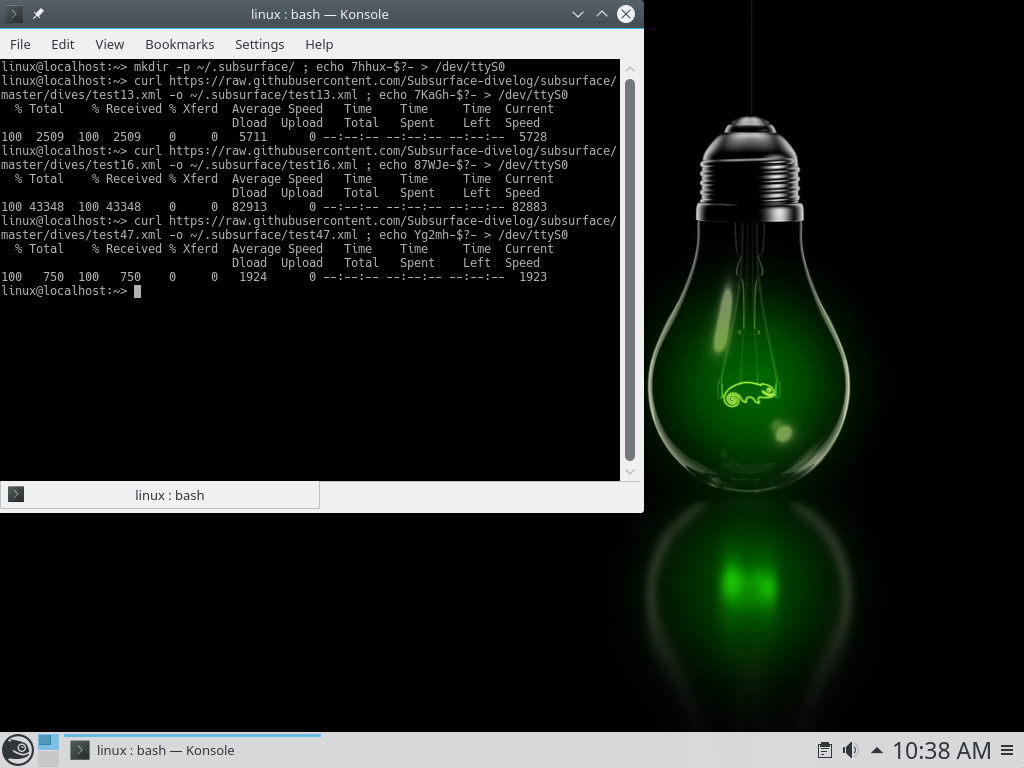 linux : bash — Konsole
File Edit View Bookmarks Settings Help
linux@localhost:~> mkdir -p ~/.subsurface/ ; echo 7hhux-$?- > /dev/ttyS0
linux@localhost:~> curl https://raw.githubusercontent.com/Subsurface-divelog/subsurface/
master/dives/test13.xml -o ~/.subsurface/test13.xml ; echo 7KaGh-$?- > /dev/ttyS0
  % Total    % Received % Xferd  Average Speed   Time    Time     Time  Current
                                 Dload  Upload   Total   Spent    Left  Speed
100  2509  100  2509    0     0   5711      0 --:--:-- --:--:-- --:--:--  5728
linux@localhost:~> curl https://raw.githubusercontent.com/Subsurface-divelog/subsurface/
master/dives/test16.xml -o ~/.subsurface/test16.xml ; echo 87WJe-$?- > /dev/ttyS0
  % Total    % Received % Xferd  Average Speed   Time    Time     Time  Current
                                 Dload  Upload   Total   Spent    Left  Speed
100 43348  100 43348    0     0  82913      0 --:--:-- --:--:-- --:--:-- 82883
linux@localhost:~> curl https://raw.githubusercontent.com/Subsurface-divelog/subsurface/
master/dives/test47.xml -o ~/.subsurface/test47.xml ; echo Yg2mh-$?- > /dev/ttyS0
  % Total    % Received % Xferd  Average Speed   Time    Time     Time  Current
                                 Dload  Upload   Total   Spent    Left  Speed
100   750  100   750    0     0   1924      0 --:--:-- --:--:-- --:--:--  1923
linux@localhost:~>
linux : bash
linux : bash — Konsole
10:38 AM